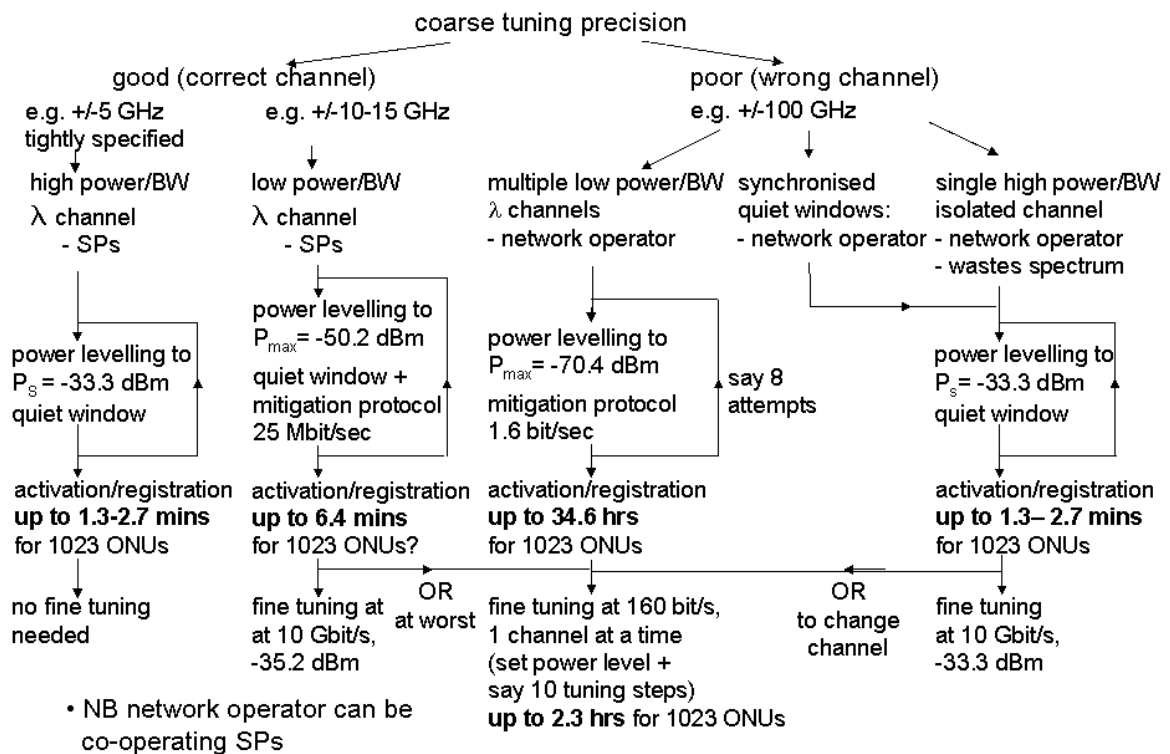 coarse tuning precision
good (correct channel)
poor (wrong channel)
e.g. +/-5 GHz
tightly specified
e.g. +/-10-15 GHz
e.g. +/-100 GHz
high power/BW
λ channel
- SPs
low power/BW
λ channel
- SPs
multiple low power/BW
λ channels
- network operator
synchronised
quiet windows:
- network operator
single high power/BW
isolated channel
- network operator
- wastes spectrum
power levelling to
PS = -33.3 dBm
quiet window
power levelling to
Pmax= -50.2 dBm
quiet window +
mitigation protocol
25 Mbit/sec
power levelling to
Pmax= -70.4 dBm
mitigation protocol
1.6 bit/sec
say 8
attempts
power levelling to
Ps= -33.3 dBm
quiet window
activation/registration
up to 1.3-2.7 mins
for 1023 ONUs
activation/registration
up to 6.4 mins
for 1023 ONUs?
activation/registration
up to 34.6 hrs
for 1023 ONUs
activation/registration
up to 1.3– 2.7 mins
for 1023 ONUs
no fine tuning
needed
fine tuning at
at 10 Gbit/s,
-35.2 dBm
OR
at worst
fine tuning at 160 bit/s,
1 channel at a time
(set power level +
say 10 tuning steps)
up to 2.3 hrs for 1023 ONUs
OR
to change
channel
fine tuning
at 10 Gbit/s,
-33.3 dBm
• NB network operator can be
co-operating SPs